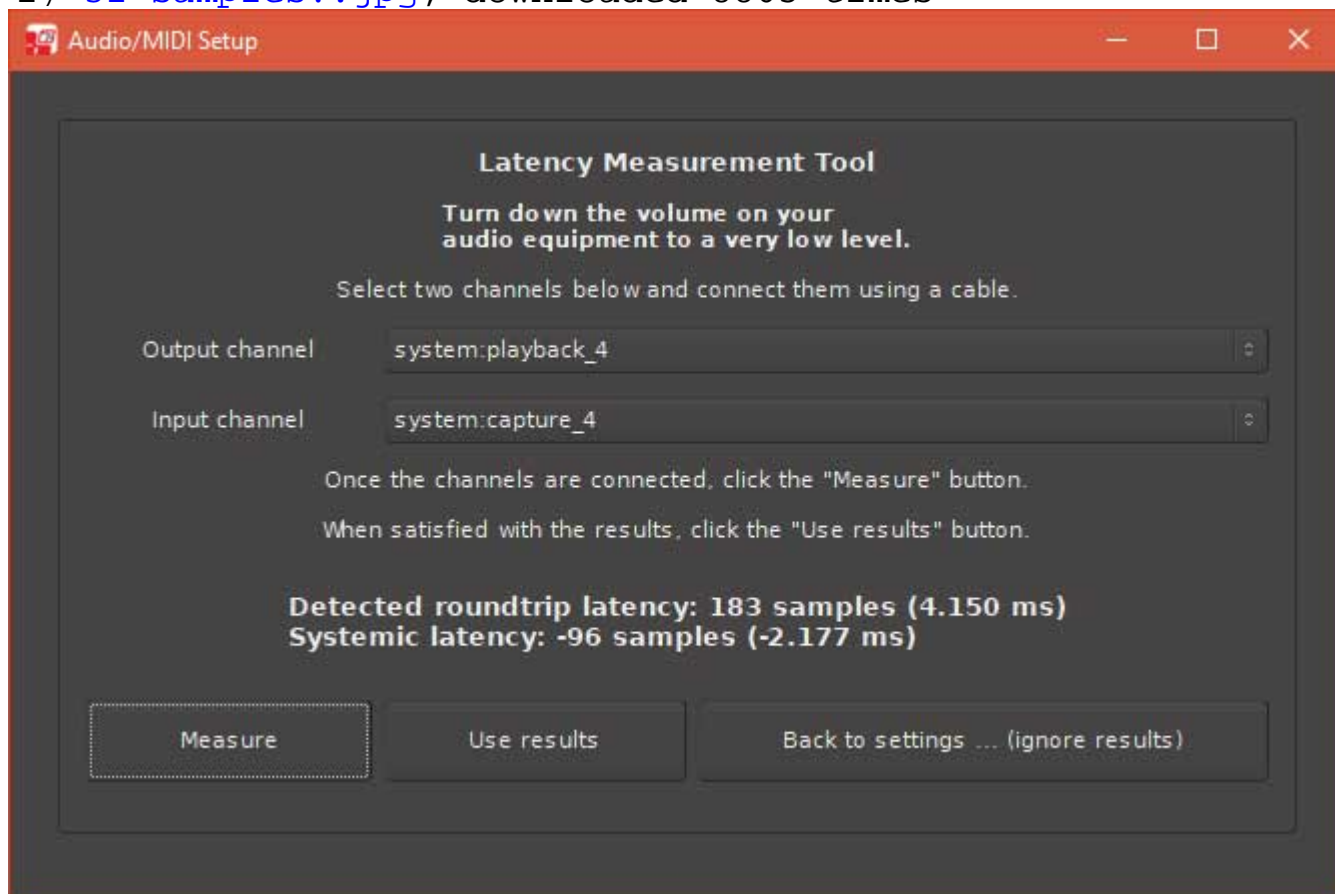 Audio/MIDI Setup
Latency Measurement Tool
Turn down the volume on your
audio equipment to a very low level.
Select two channels below and connect them using a cable.
Output channel system:playback_4
Input channel system:capture_4
Once the channels are connected, click the "Measure" button.
When satisfied with the results, click the "Use results" button.
Detected roundtrip latency: 183 samples (4.150 ms)
Systemic latency: -96 samples (-2.177 ms)
Measure Use results Back to settings ... (ignore results)